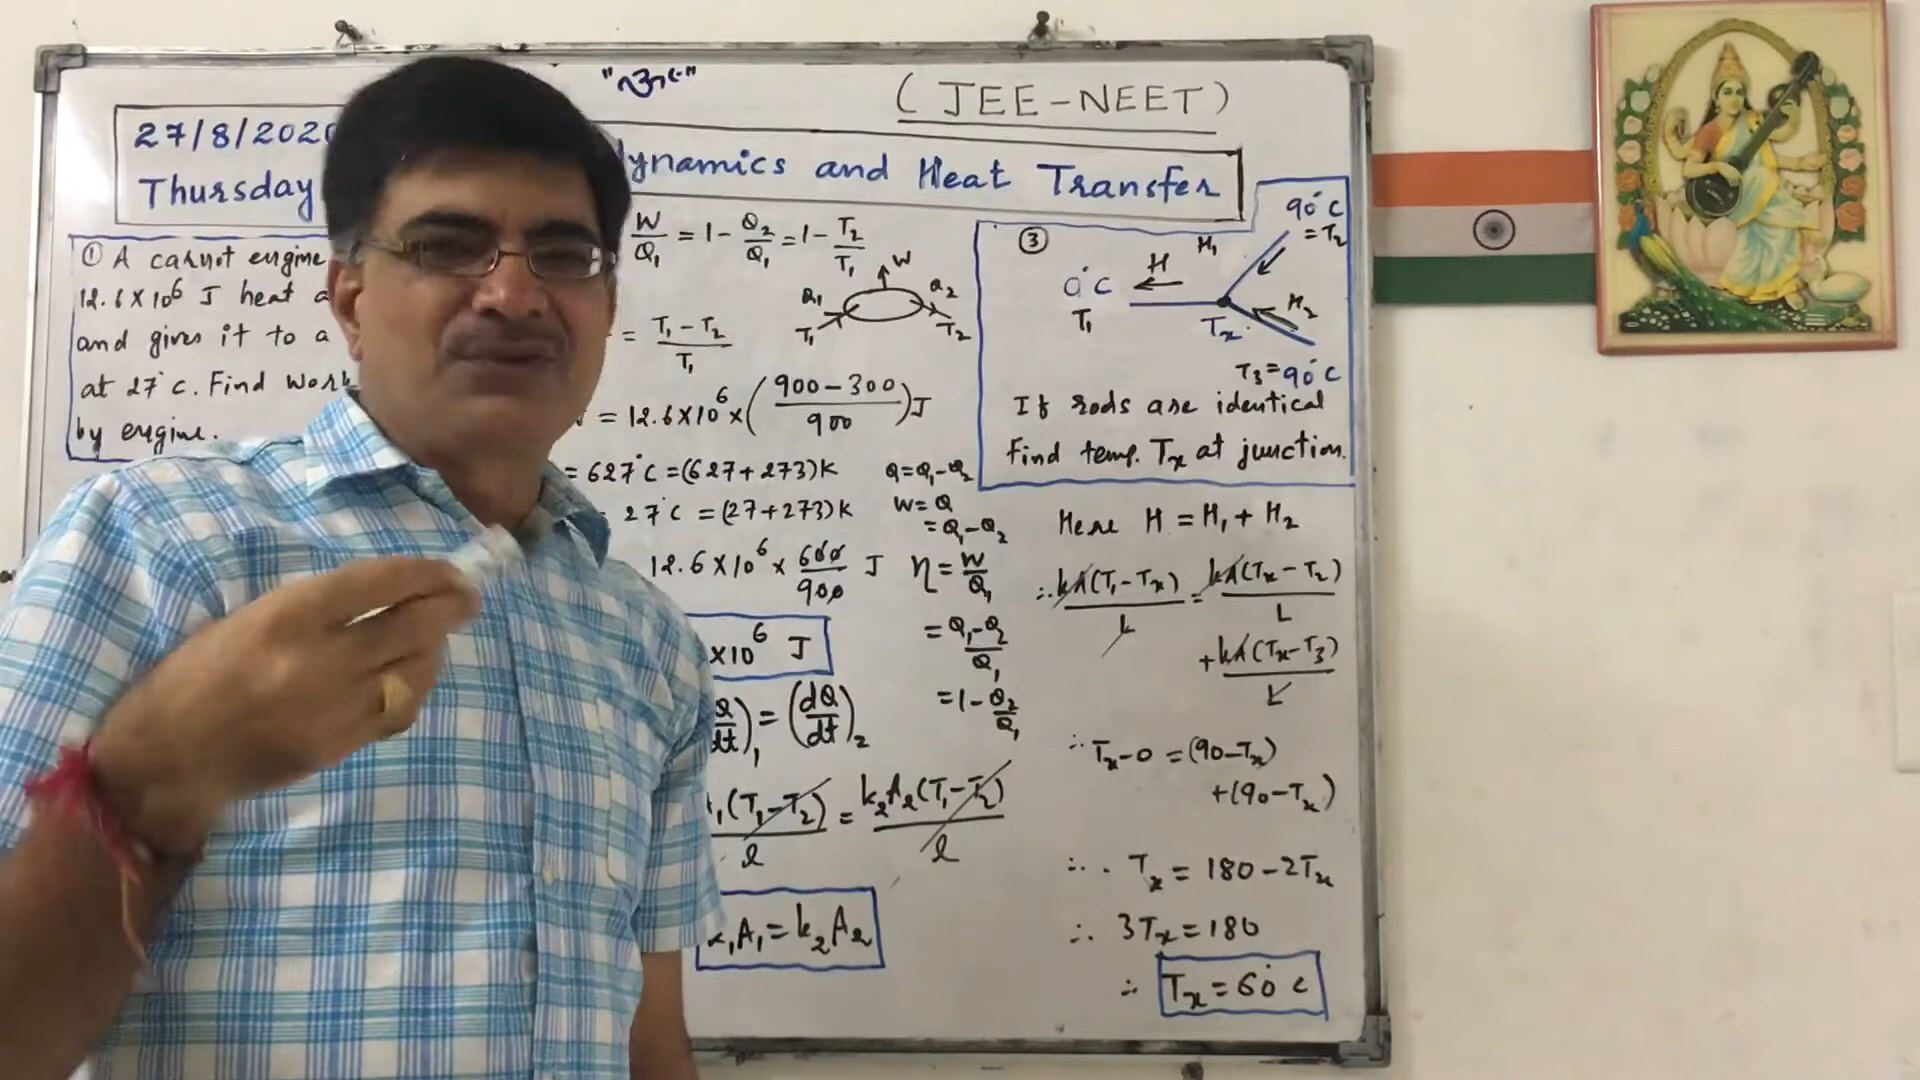 (JEE-NEET)
27/8/2020
Thursday
dynamics and Heat Transfer
① A carnot engine
12.6×10⁶ J heat a
and gives it to a
at 27°C. Find work
by engine.
W/Q₁ = 1 - Q₂/Q₁ = 1 - T₂/T₁
W
Q₁ Q₂
T₁ T₂
= (T₁ - T₂)/T₁
= 12.6×10⁶ × ((900 - 300)/900) J
= 627°C = (627+273)K
= 27°C = (27+273)K
12.6×10⁶ × 600/900 J
×10⁶ J
Q = Q₁ - Q₂
W = Q
= Q₁ - Q₂
η = W/Q₁
= (Q₁ - Q₂)/Q₁
= 1 - Q₂/Q₁
)₁ = (dQ/dt)₂
(T₁ - T₂)/l = k₂A₂(T₁ - T₂)/l
A₁ = k₂A₂
③
90°C
= T₂
H₁
H
0°C
T₁
H₂
Tx
T₃ = 90°C
If rods are identical
Find temp. Tx at junction.
Here H = H₁ + H₂
∴ kA(T₁ - Tx)/L = kA(Tx - T₂)/L
+ kA(Tx - T₃)/L
∴ Tx - 0 = (90 - Tx)
+ (90 - Tx)
∴ Tx = 180 - 2Tx
∴ 3Tx = 180
∴ Tx = 60°C